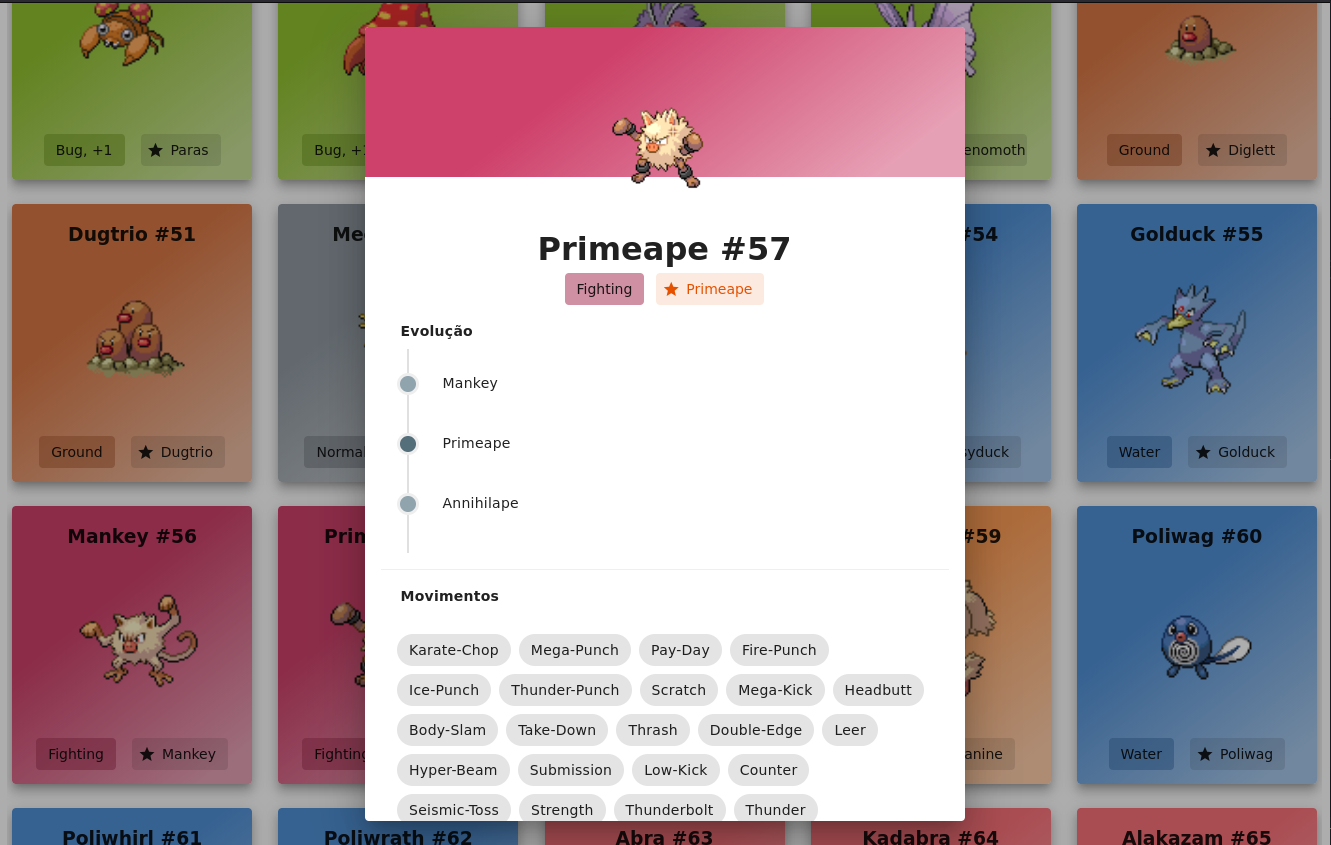 Bug, +1
Paras
Bug, +
enomoth
Ground
Diglett
Dugtrio #51
Ground
Dugtrio
Me
Norma
#54
syduck
Golduck #55
Water
Golduck
Mankey #56
Fighting
Mankey
Prim
Fighting
#59
anine
Poliwag #60
Water
Poliwag
Poliwhirl #61
Poliwrath #62
Abra #63
Kadabra #64
Alakazam #65
Primeape #57
Fighting
Primeape
Evolução
Mankey
Primeape
Annihilape
Movimentos
Karate-Chop Mega-Punch Pay-Day Fire-Punch
Ice-Punch Thunder-Punch Scratch Mega-Kick Headbutt
Body-Slam Take-Down Thrash Double-Edge Leer
Hyper-Beam Submission Low-Kick Counter
Seismic-Toss Strength Thunderbolt Thunder